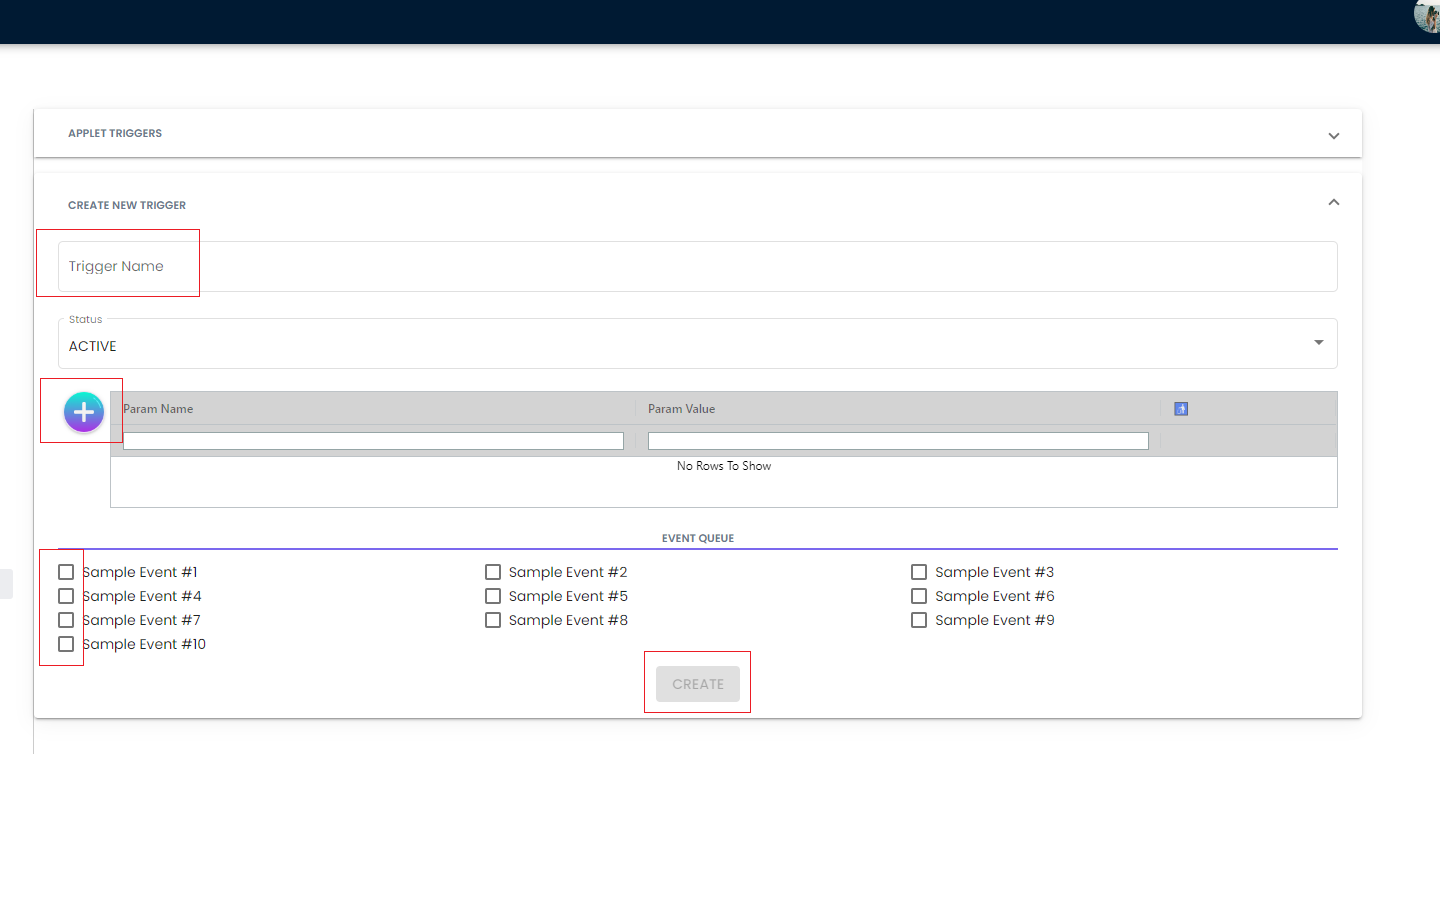 APPLET TRIGGERS
CREATE NEW TRIGGER
Trigger Name
Status
ACTIVE
Param Name Param Value
No Rows To Show
EVENT QUEUE
Sample Event #1 Sample Event #2 Sample Event #3
Sample Event #4 Sample Event #5 Sample Event #6
Sample Event #7 Sample Event #8 Sample Event #9
Sample Event #10
CREATE